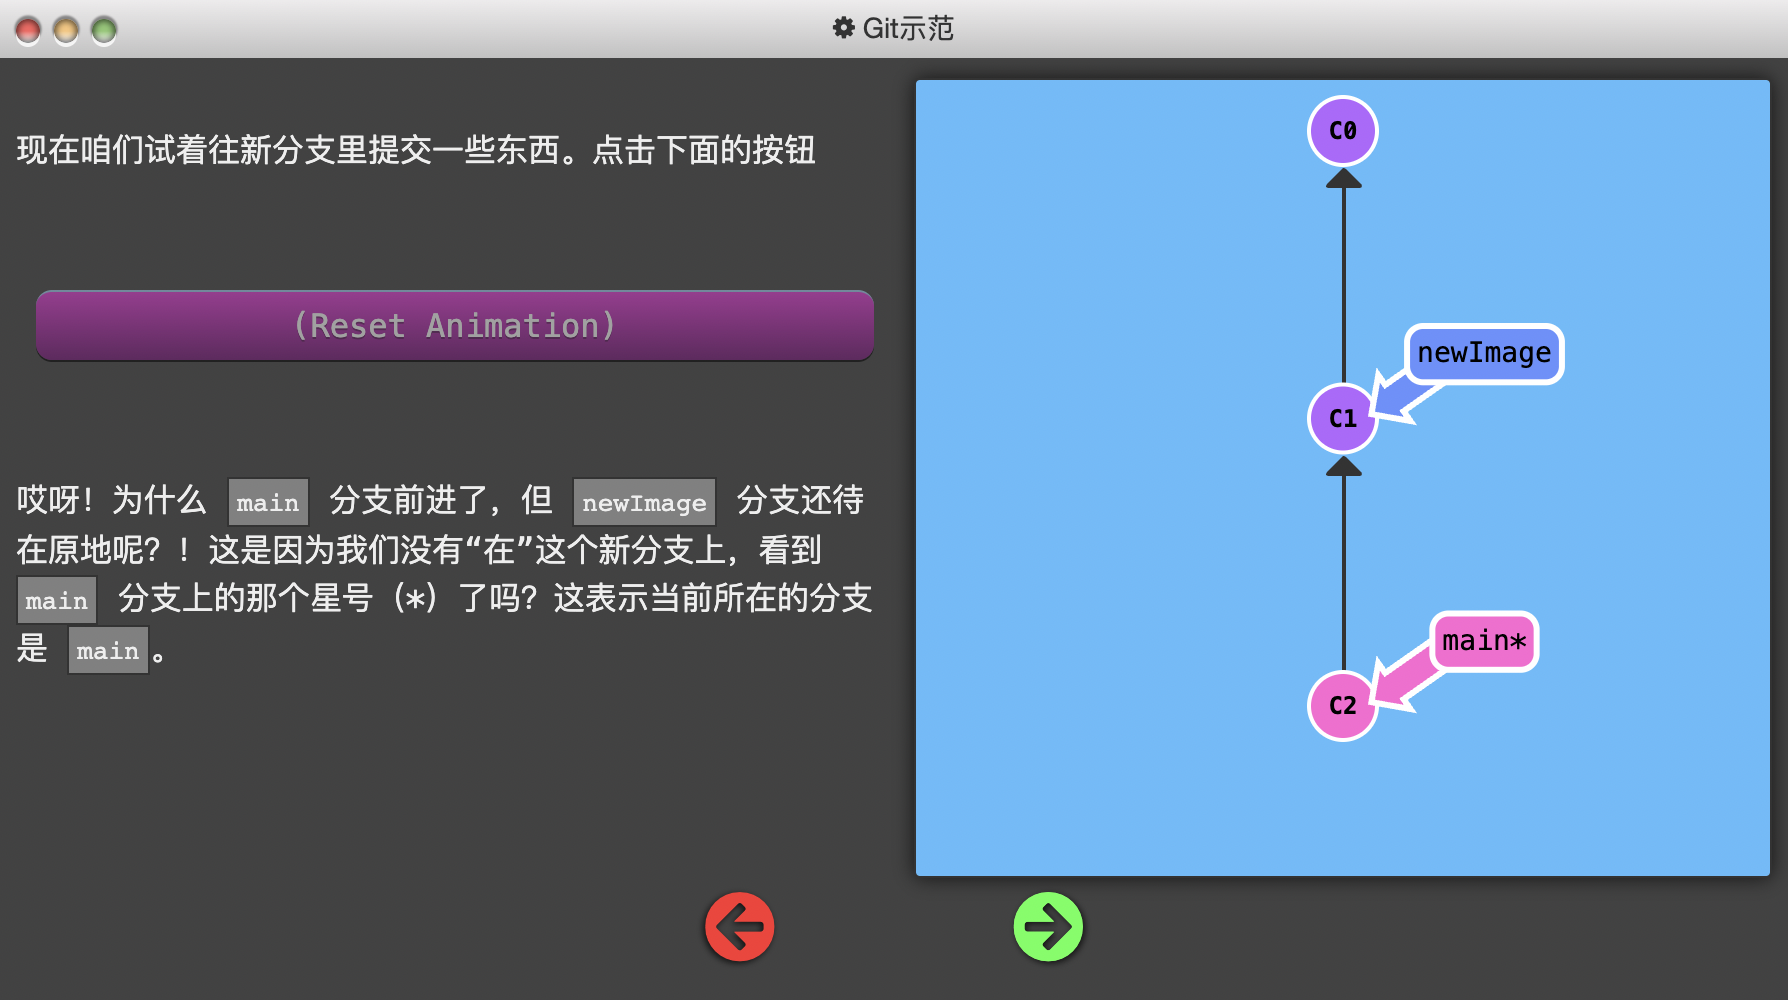 Git示范
现在咱们试着往新分支里提交一些东西。点击下面的按钮
(Reset Animation)
哎呀！为什么 main 分支前进了，但 newImage 分支还待
在原地呢？！这是因为我们没有“在”这个新分支上，看到
main 分支上的那个星号（*）了吗？这表示当前所在的分支
是 main。
C0
newImage
C1
main*
C2